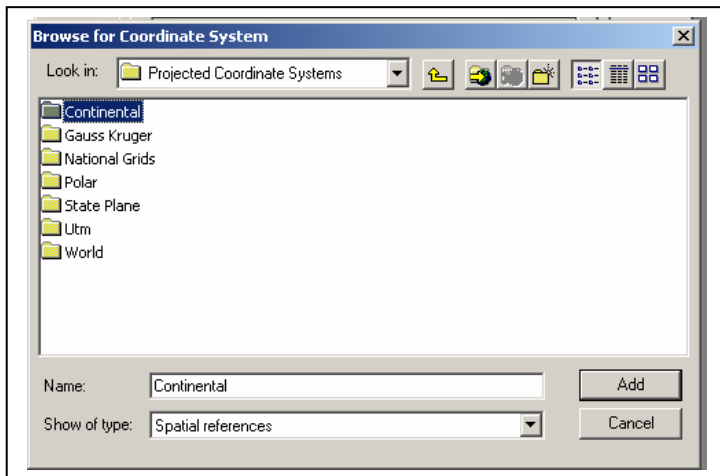 Browse for Coordinate System
Look in: Projected Coordinate Systems
Continental
Gauss Kruger
National Grids
Polar
State Plane
Utm
World
Name: Continental Add
Show of type: Spatial references Cancel